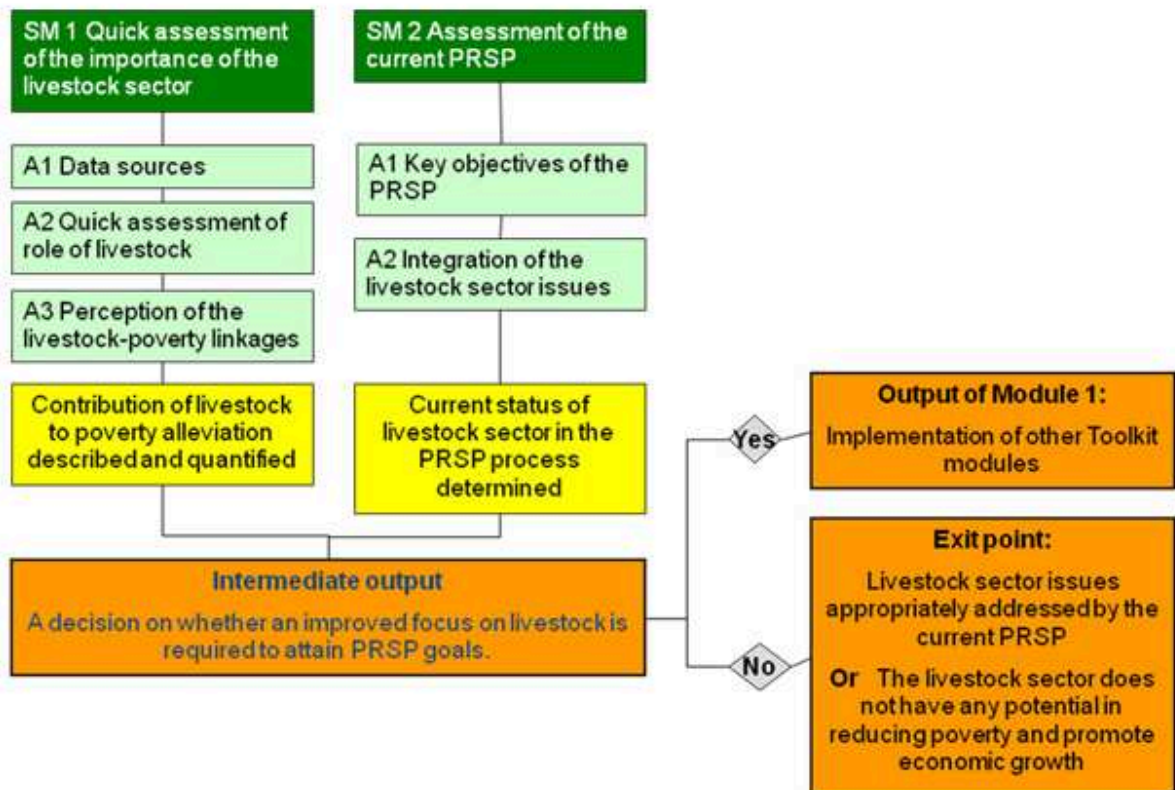 SM 1 Quick assessment
of the importance of the
livestock sector
A1 Data sources
A2 Quick assessment of
role of livestock
A3 Perception of the
livestock-poverty linkages
Contribution of livestock
to poverty alleviation
described and quantified
SM 2 Assessment of the
current PRSP
A1 Key objectives of the
PRSP
A2 Integration of the
livestock sector issues
Current status of
livestock sector in the
PRSP process
determined
Intermediate output
A decision on whether an improved focus on livestock is
required to attain PRSP goals.
Yes
Output of Module 1:
Implementation of other Toolkit
modules
No
Exit point:
Livestock sector issues
appropriately addressed by the
current PRSP
Or The livestock sector does
not have any potential in
reducing poverty and promote
economic growth